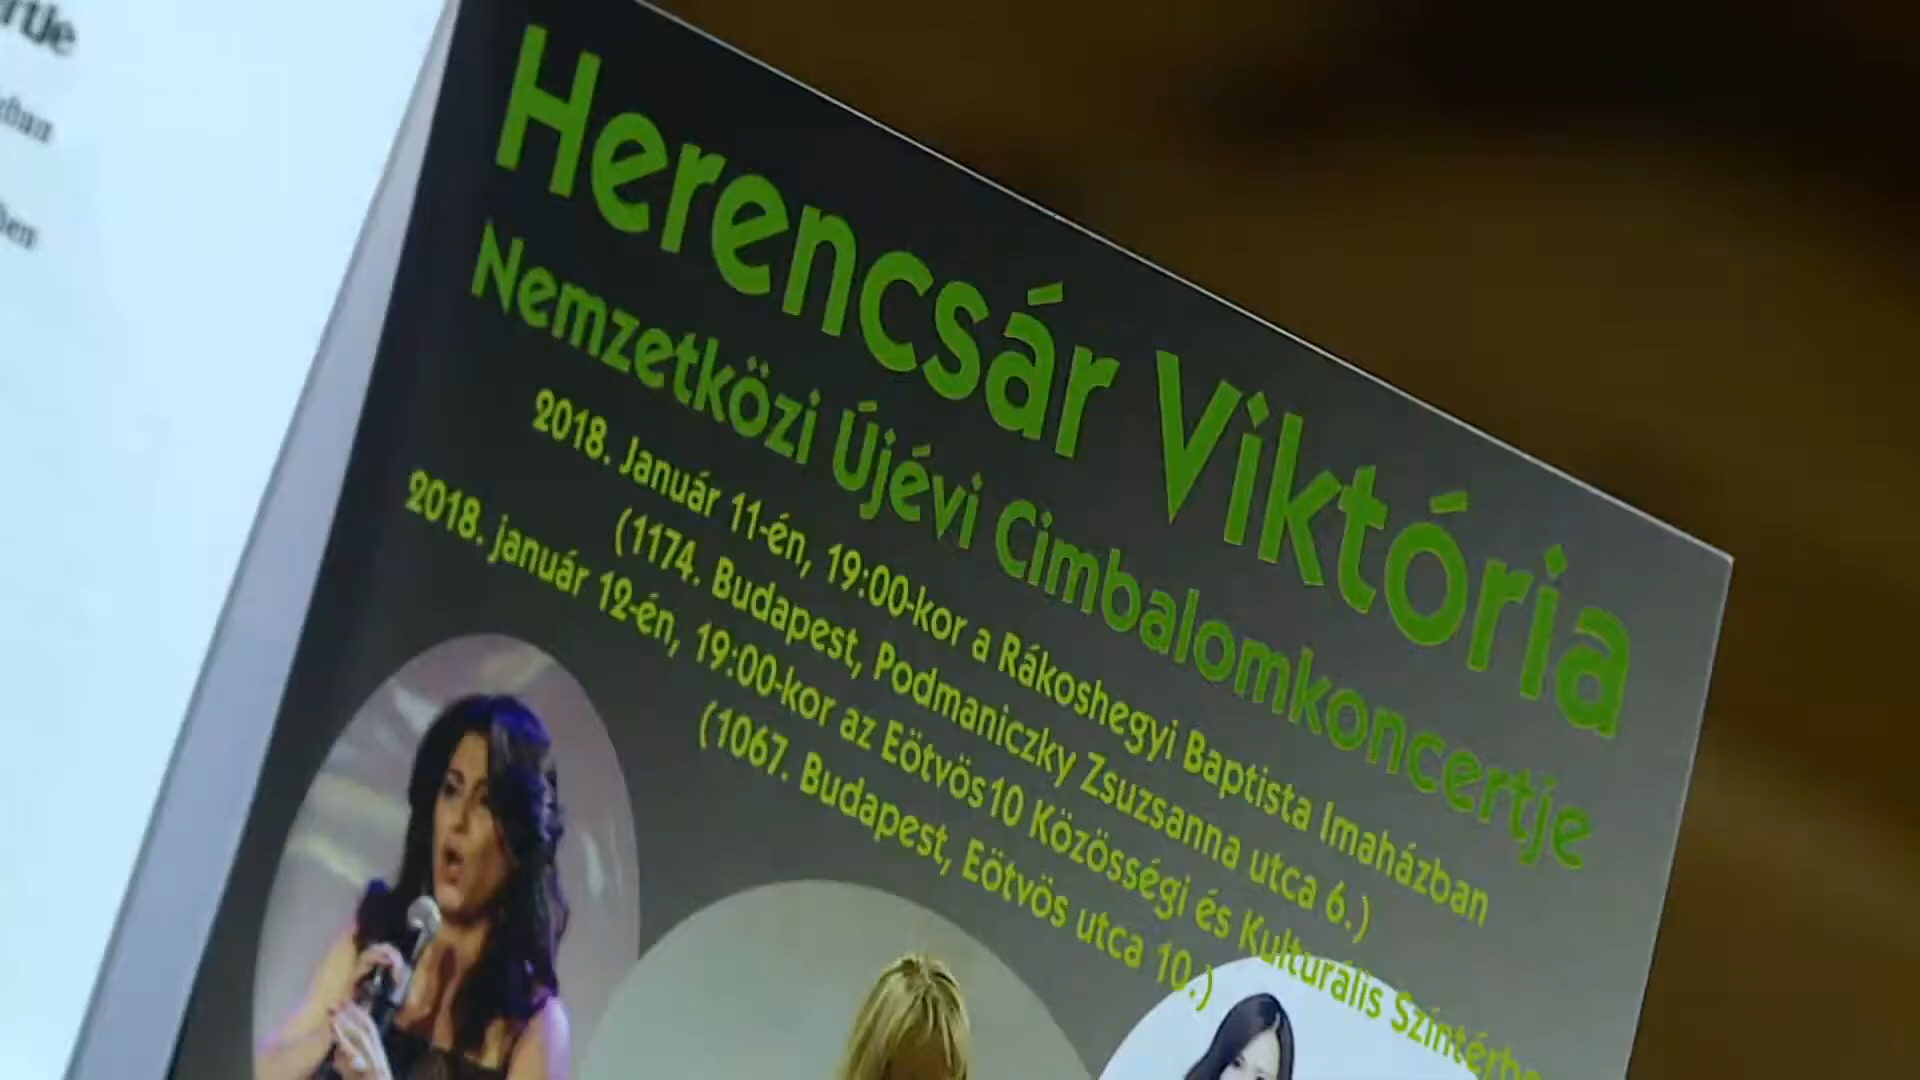 Herencsár Viktória
Nemzetközi Újévi Cimbalomkoncertje
2018. Január 11-én, 19:00-kor a Rákoshegyi Baptista Imaházban
(1174. Budapest, Podmaniczky Zsuzsanna utca 6.)
2018. január 12-én, 19:00-kor az Eötvös10 Közösségi és Kulturális
(1067. Budapest, Eötvös utca 10.)